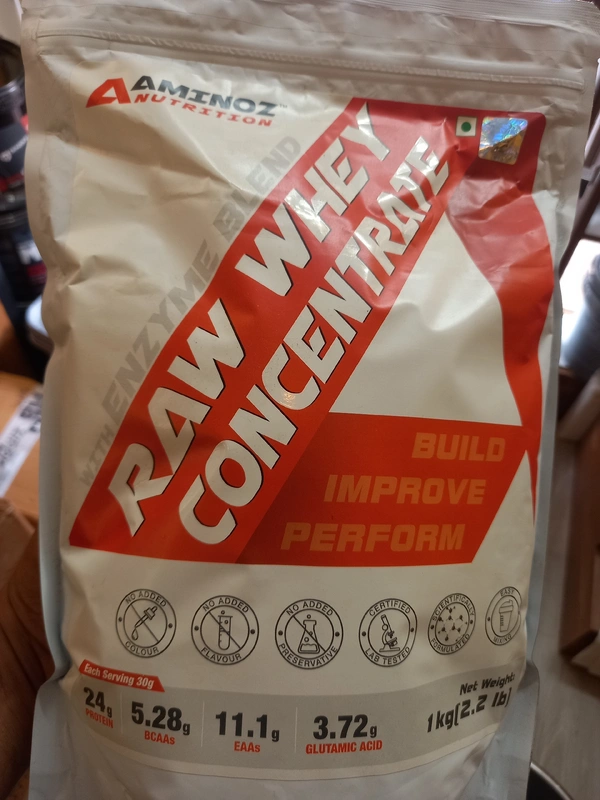 AMINOZ
NUTRITION
WITH ENZYME BLEND
RAW WHEY
CONCENTRATE
BUILD
IMPROVE
PERFORM
NO ADDED
COLOUR
NO ADDED
FLAVOUR
NO ADDED
PRESERVATIVE
CERTIFIED
LAB TESTED
SCIENTIFICALLY
FORMULATED
EASY
MIXING
Each Serving 30g
24g
PROTEIN
5.28g
BCAAs
11.1g
EAAs
3.72g
GLUTAMIC ACID
Net Weight:
1kg(2.2 lb)